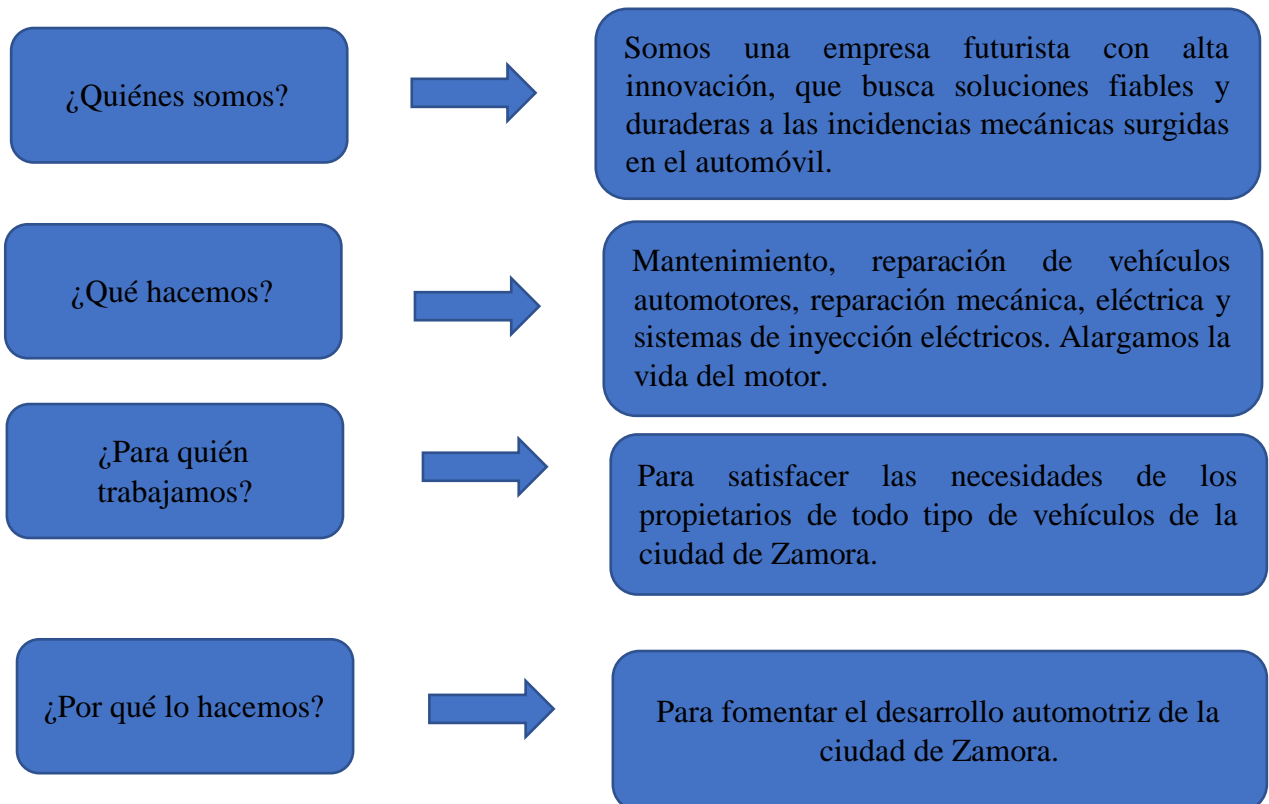 ¿Quiénes somos?
Somos una empresa futurista con alta
innovación, que busca soluciones fiables y
duraderas a las incidencias mecánicas surgidas
en el automóvil.
¿Qué hacemos?
Mantenimiento, reparación de vehículos
automotores, reparación mecánica, eléctrica y
sistemas de inyección eléctricos. Alargamos la
vida del motor.
¿Para quién
trabajamos?
Para satisfacer las necesidades de los
propietarios de todo tipo de vehículos de la
ciudad de Zamora.
¿Por qué lo hacemos?
Para fomentar el desarrollo automotriz de la
ciudad de Zamora.